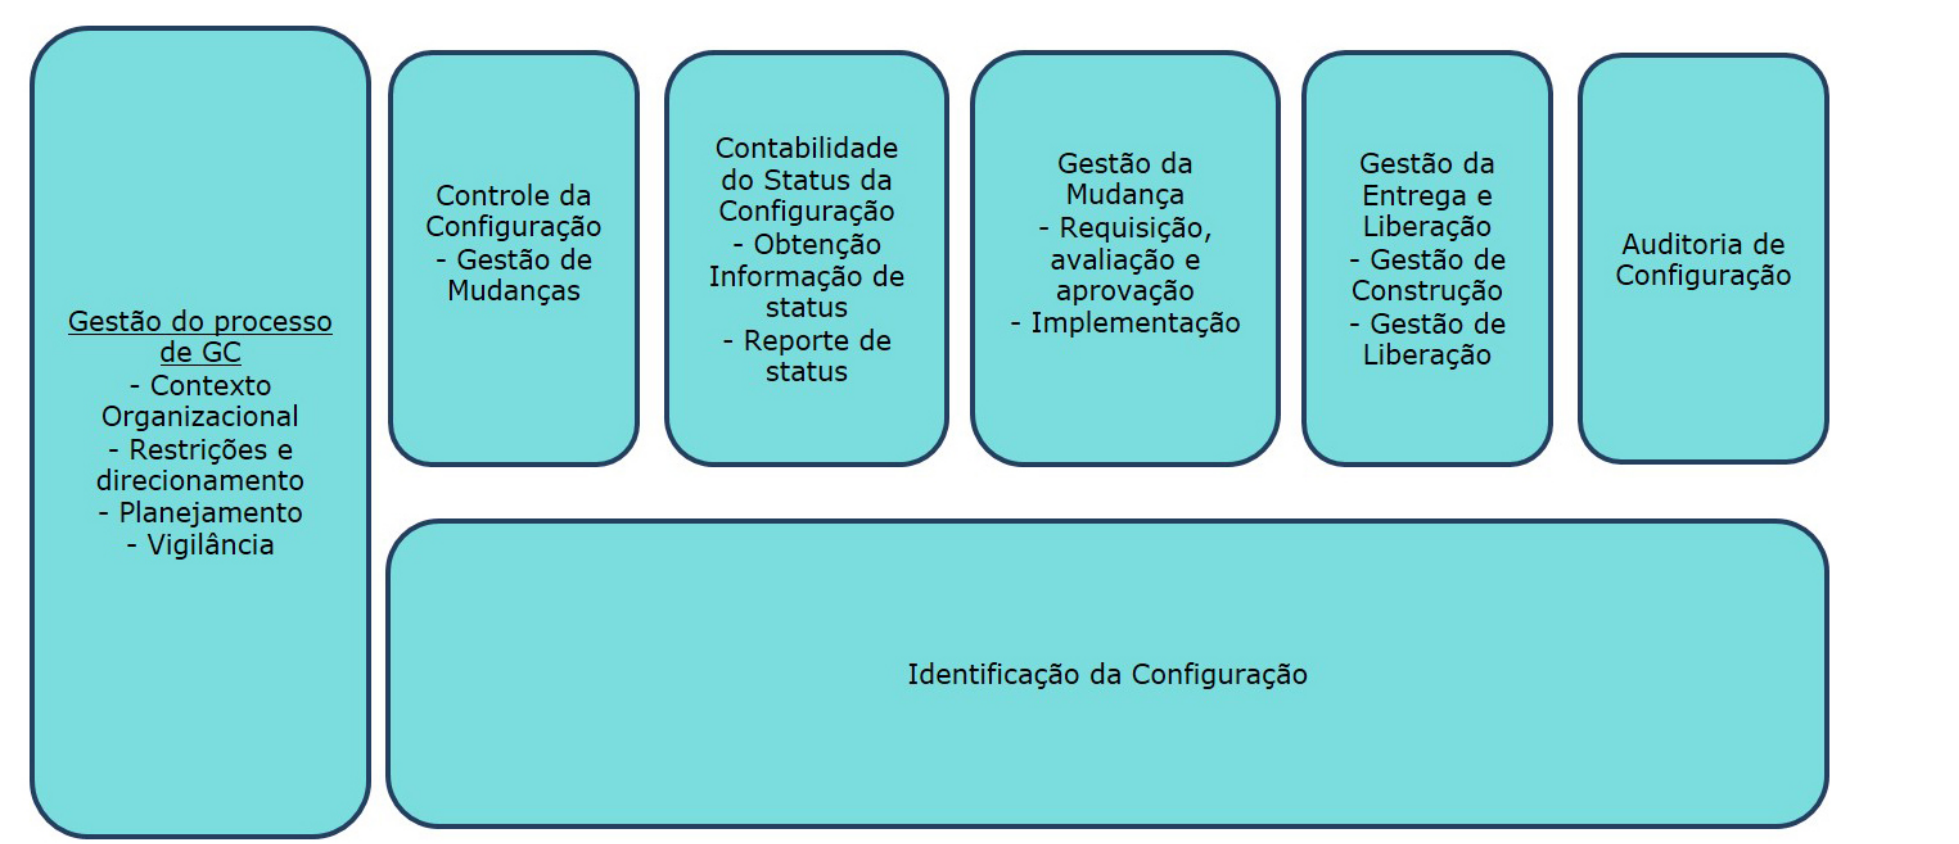 Gestão do processo
de GC
- Contexto
Organizacional
- Restrições e
direcionamento
- Planejamento
- Vigilância
Controle da
Configuração
- Gestão de
Mudanças
Contabilidade
do Status da
Configuração
- Obtenção
Informação de
status
- Reporte de
status
Gestão da
Mudança
- Requisição,
avaliação e
aprovação
- Implementação
Gestão da
Entrega e
Liberação
- Gestão de
Construção
- Gestão de
Liberação
Auditoria de
Configuração
Identificação da Configuração